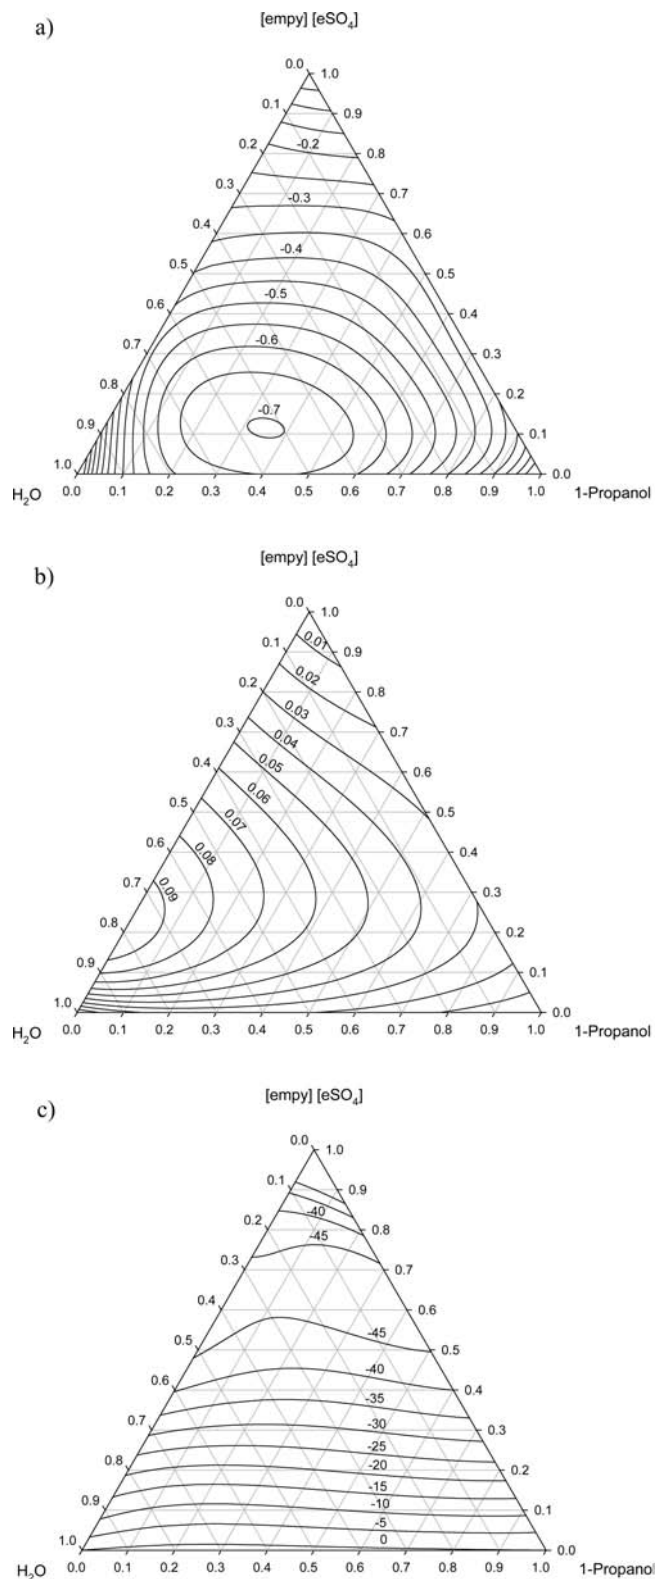 a)
[empy] [eSO4]
0.0 1.0
0.1 0.9
0.2 -0.2 0.8
0.3 -0.3 0.7
0.4 0.6
-0.4
0.5 0.5
-0.5
0.6 0.4
0.7 -0.6 0.3
0.8 0.2
-0.7
0.9 0.1
1.0 0.0
H2O 0.0 0.1 0.2 0.3 0.4 0.5 0.6 0.7 0.8 0.9 1.0 1-Propanol
b)
[empy] [eSO4]
0.0 1.0
0.01
0.1 0.9
0.02
0.2 0.8
0.03
0.3 0.04 0.7
0.05
0.4 0.6
0.06
0.5 0.07 0.5
0.6 0.08 0.4
0.7 0.09 0.3
0.8 0.2
0.9 0.1
1.0 0.0
H2O 0.0 0.1 0.2 0.3 0.4 0.5 0.6 0.7 0.8 0.9 1.0 1-Propanol
c)
[empy] [eSO4]
0.0 1.0
0.1 0.9
-40
0.2 0.8
-45
0.3 0.7
0.4 0.6
-45
0.5 0.5
-40
0.6 0.4
-35
0.7 -30 0.3
-25
0.8 -20 0.2
-15
0.9 -10 0.1
-5
1.0 0 0.0
H2O 0.0 0.1 0.2 0.3 0.4 0.5 0.6 0.7 0.8 0.9 1.0 1-Propanol